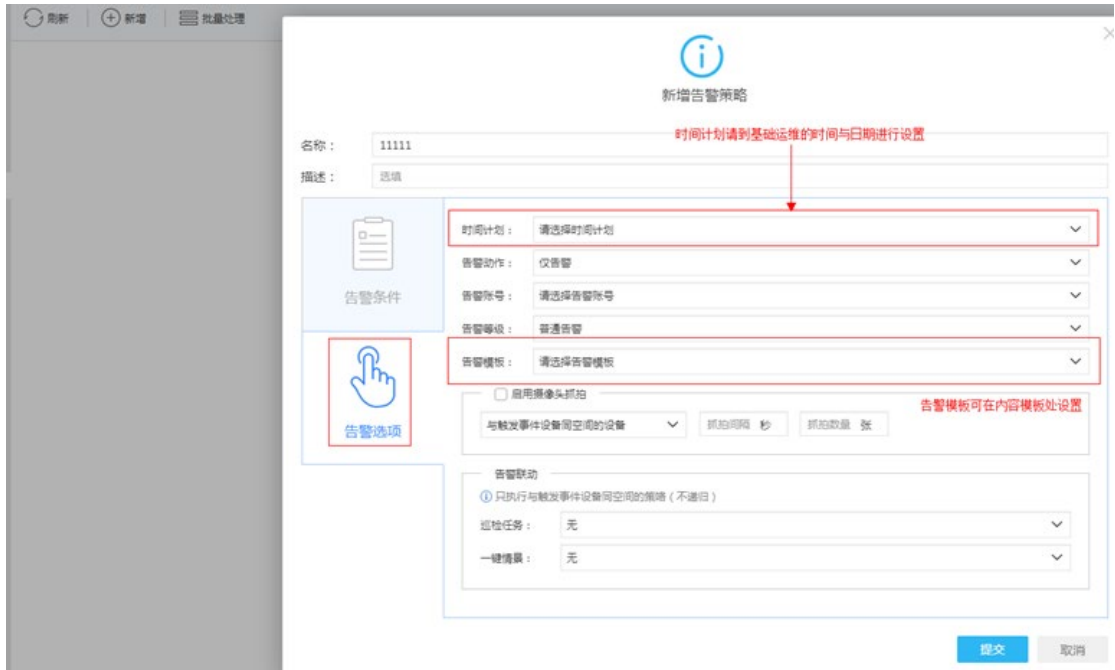 刷新 新增 批量处理
新增告警策略
时间计划请到基础运维的时间与日期进行设置
名称： 11111
描述： 选填
告警条件
告警选项
时间计划： 请选择时间计划
告警动作： 仅告警
告警账号： 请选择告警账号
告警等级： 普通告警
告警模板： 请选择告警模板
启用摄像头抓拍
告警模板可在内容模板处设置
与触发事件设备同空间的设备 抓拍间隔 秒 抓拍数量 张
告警联动
只执行与触发事件设备同空间的策略（不递归）
巡检任务： 无
一键情景： 无
提交 取消